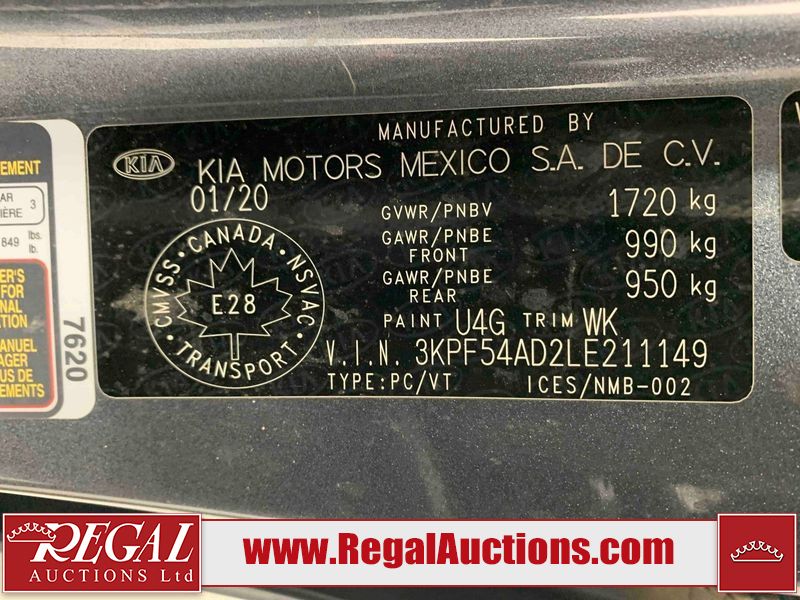 MANUFACTURED BY
KIA KIA MOTORS MEXICO S.A. DE C.V.
01/20
GVWR/PNBV 1720 kg
GAWR/PNBE FRONT 990 kg
GAWR/PNBE REAR 950 kg
PAINT U4G TRIM WK
V.I.N. 3KPF54AD2LE211149
TYPE:PC/VT ICES/NMB-002
CMVSS • CANADA • NSVAC
E.28
TRANSPORT
EMENT
AR
IÈRE 3
849 lbs. lb.
7620
ER'S
FOR
NAL
TION
MANUEL
AGER
US DE
EMENTS
REGAL
AUCTIONS Ltd
www.RegalAuctions.com